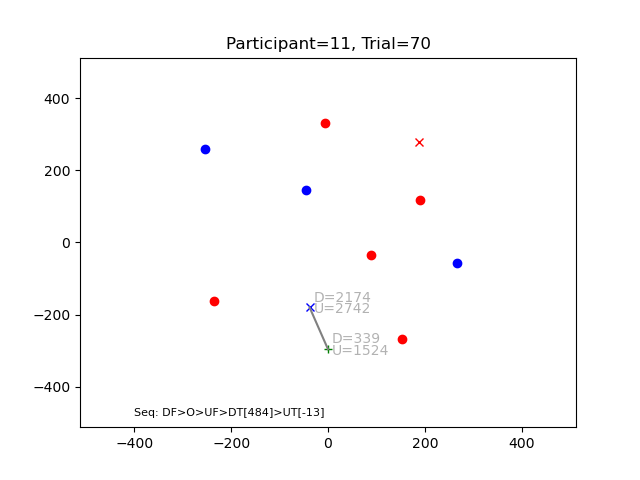 Participant=11, Trial=70
400
200
0
−200
−400
D=2174
U=2742
D=339
U=1524
Seq: DF>O>UF>DT[484]>UT[-13]
−400
−200
0
200
400